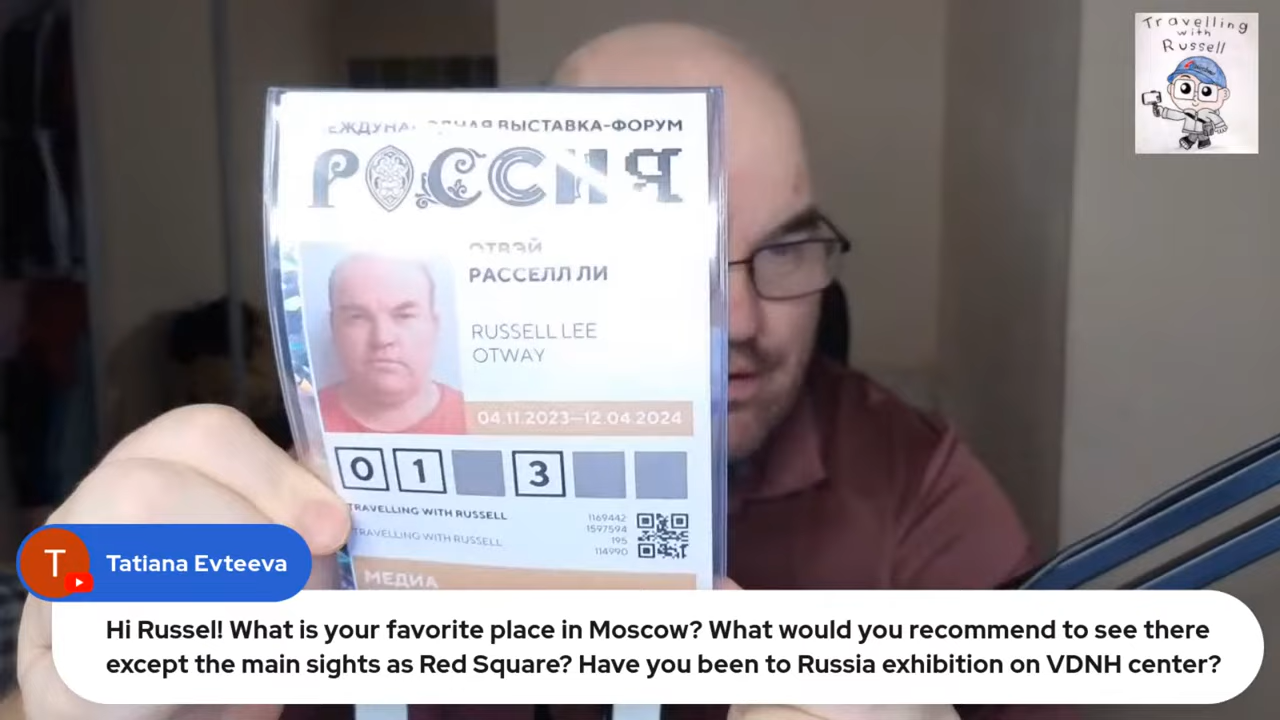 Travelling
with
Russell
ВЫСТАВКА-ФОРУМ
РОССИЯ
ОТВЭЙ
РАССЕЛЛ ЛИ
RUSSELL LEE
OTWAY
04.11.2023—12.04.2024
0 1 3
TRAVELLING WITH RUSSELL
TRAVELLING WITH RUSSELL
1169442
1597594
195
114990
МЕДИА
T
Tatiana Evteeva
Hi Russel! What is your favorite place in Moscow? What would you recommend to see there
except the main sights as Red Square? Have you been to Russia exhibition on VDNH center?